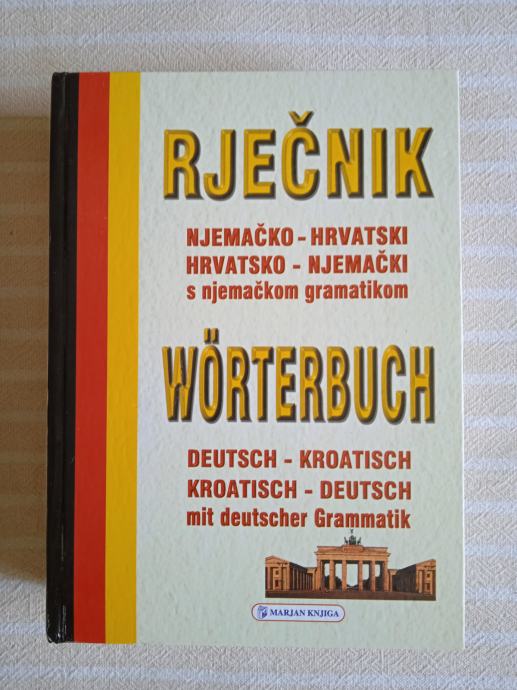 RJEČNIK
NJEMAČKO - HRVATSKI
HRVATSKO - NJEMAČKI
s njemačkom gramatikom
WÖRTERBUCH
DEUTSCH - KROATISCH
KROATISCH - DEUTSCH
mit deutscher Grammatik
MARJAN KNJIGA